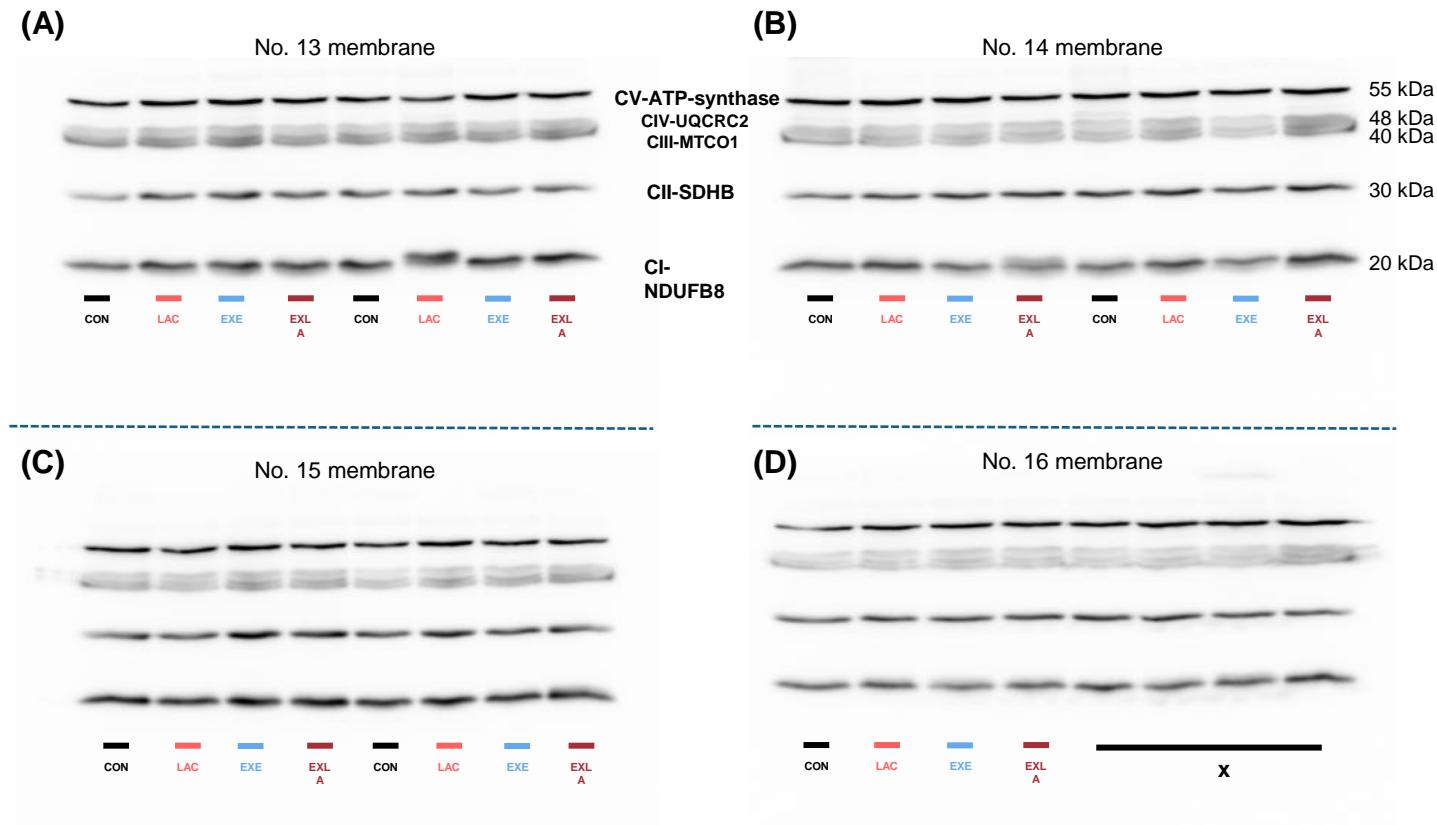 (A)
No. 13 membrane
(B)
No. 14 membrane
CV-ATP-synthase
CIV-UQCRC2
CIII-MTCO1
CII-SDHB
CI-
NDUFB8
55 kDa
48 kDa
40 kDa
30 kDa
20 kDa
CON LAC EXE EXL CON LAC EXE EXL
A A
CON LAC EXE EXL CON LAC EXE EXL
A A
(C)
No. 15 membrane
(D)
No. 16 membrane
CON LAC EXE EXL CON LAC EXE EXL
A A
CON LAC EXE EXL x
A